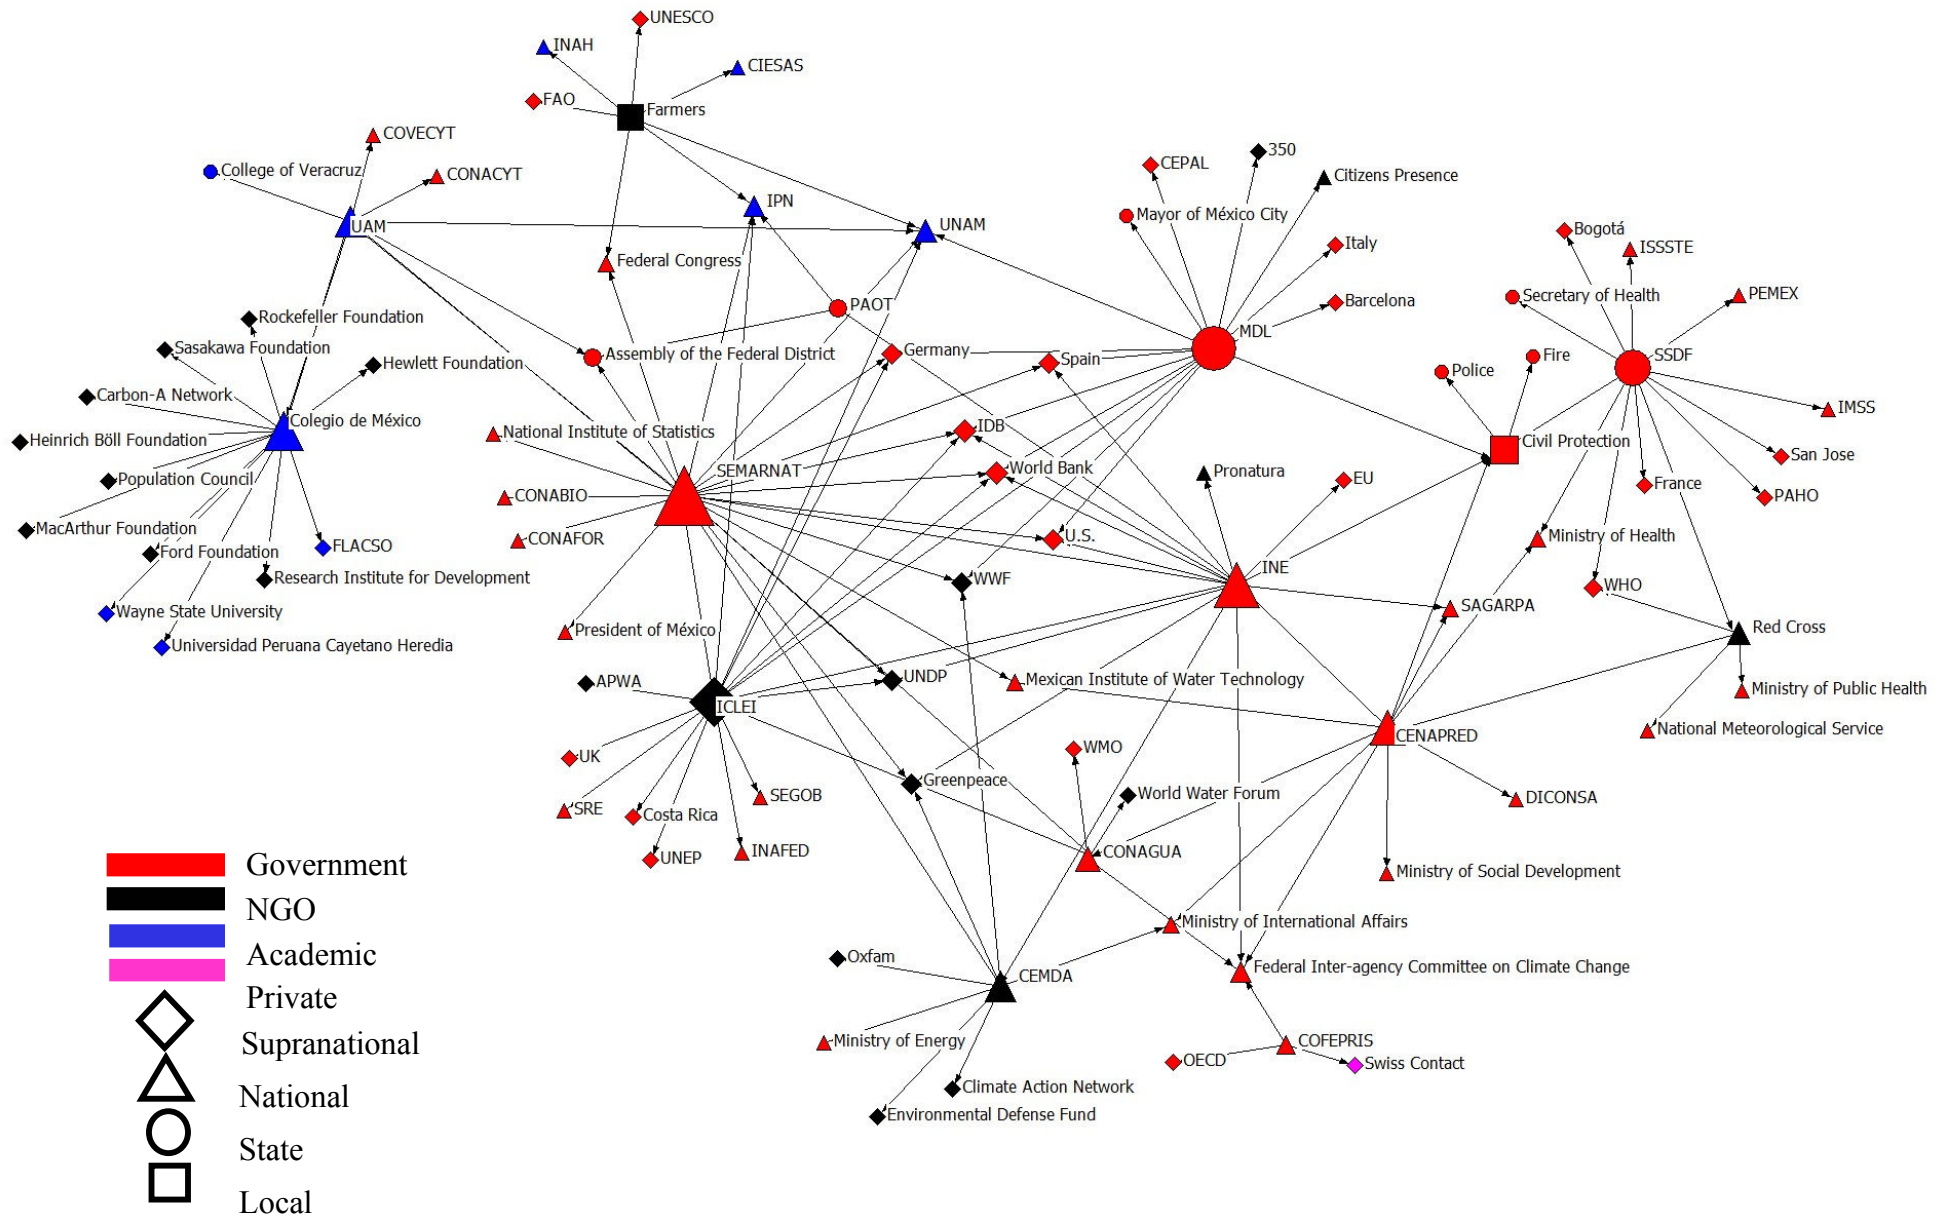 UNESCO
INAH
CIESAS
FAO
Farmers
COVECYT
College of Veracruz
CONACYT
350
CEPAL
Citizens Presence
IPN
UAM
UNAM
Mayor of México City
Bogotá
Italy
ISSSTE
Federal Congress
Secretary of Health
PEMEX
Barcelona
PAOT
Rockefeller Foundation
MDL
Sasakawa Foundation
Hewlett Foundation
Assembly of the Federal District
Germany
Spain
Fire
SSDF
Police
Carbon-A Network
Colegio de México
IMSS
Heinrich Böll Foundation
National Institute of Statistics
IDB
Civil Protection
San Jose
Population Council
SEMARNAT
World Bank
Pronatura
EU
France
PAHO
CONABIO
MacArthur Foundation
FLACSO
CONAFOR
U.S.
Ministry of Health
Ford Foundation
Research Institute for Development
WWF
INE
WHO
Wayne State University
SAGARPA
President of México
Red Cross
Universidad Peruana Cayetano Heredia
APWA
UNDP
Mexican Institute of Water Technology
Ministry of Public Health
ICLEI
National Meteorological Service
CENAPRED
UK
WMO
Greenpeace
SEGOB
World Water Forum
DICONSA
SRE
Costa Rica
UNEP
INAFED
CONAGUA
Ministry of Social Development
Ministry of International Affairs
Oxfam
CEMDA
Federal Inter-agency Committee on Climate Change
Ministry of Energy
COFEPRIS
OECD
Swiss Contact
Climate Action Network
Environmental Defense Fund
Government
NGO
Academic
Private
Supranational
National
State
Local